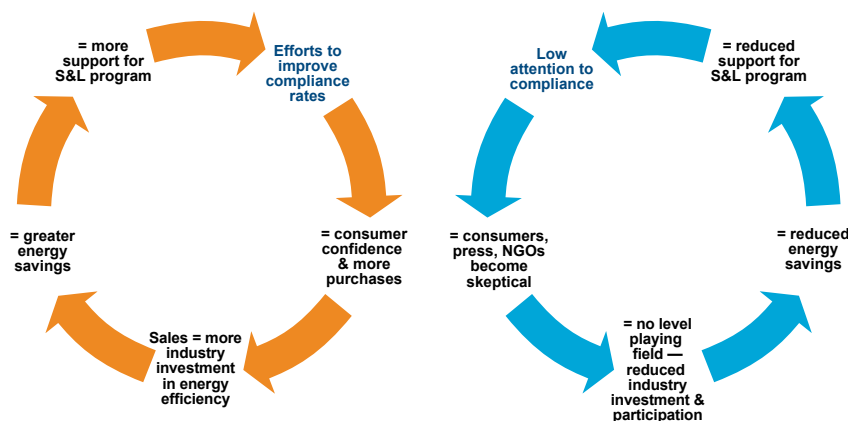 = more
support for
S&L program
Efforts to
improve
compliance
rates
= consumer
confidence
& more
purchases
Sales = more
industry
investment
in energy
efficiency
= greater
energy
savings
Low
attention to
compliance
= consumers,
press, NGOs
become
skeptical
= no level
playing
field —
reduced
industry
investment &
participation
= reduced
energy
savings
= reduced
support for
S&L program